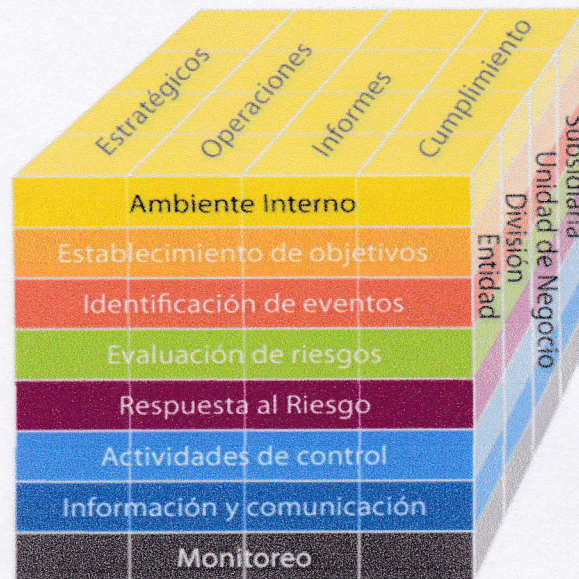 Estratégicos
Operaciones
Informes
Cumplimiento
Ambiente Interno
Establecimiento de objetivos
Identificación de eventos
Evaluación de riesgos
Respuesta al Riesgo
Actividades de control
Información y comunicación
Monitoreo
Entidad
División
Unidad de Negocio
Subsidiaria